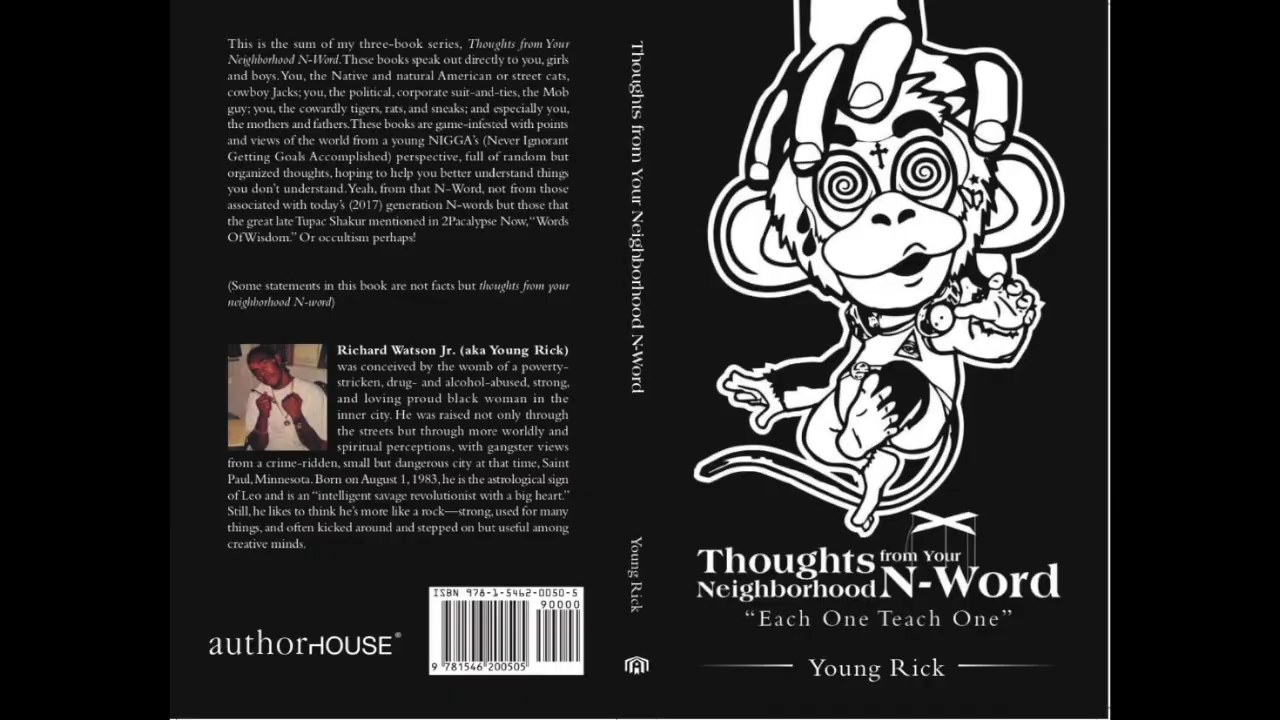 This is the sum of my three-book series, Thoughts from Your
Neighborhood N-Word. These books speak out directly to you, girls
and boys. You, the Native and natural American or street cats,
cowboy Jacks; you, the political, corporate suit-and-ties, the Mob
guy; you, the cowardly tigers, rats, and sneaks; and especially you,
the mothers and fathers. These books are game-infested with points
and views of the world from a young NIGGA's (Never Ignorant
Getting Goals Accomplished) perspective, full of random but
organized thoughts, hoping to help you better understand things
you don't understand. Yeah, from that N-Word, not from those
associated with today's (2017) generation N-words but those that
the great late Tupac Shakur mentioned in 2Pacalypse Now, “Words
Of Wisdom.” Or occultism perhaps!
(Some statements in this book are not facts but thoughts from your
neighborhood N-word)
Richard Watson Jr. (aka Young Rick)
was conceived by the womb of a poverty-
stricken, drug- and alcohol-abused, strong,
and loving proud black woman in the
inner city. He was raised not only through
the streets but through more worldly and
spiritual perceptions, with gangster views
from a crime-ridden, small but dangerous city at that time, Saint
Paul, Minnesota. Born on August 1, 1983, he is the astrological sign
of Leo and is an “intelligent savage revolutionist with a big heart.”
Still, he likes to think he's more like a rock—strong, used for many
things, and often kicked around and stepped on but useful among
creative minds.
authorHOUSE®
ISBN 978-1-5462-0050-5
90000
9 781546 200505
Thoughts from Your Neighborhood N-Word
Young Rick
Thoughts from Your
Neighborhood N-Word
“Each One Teach One”
Young Rick